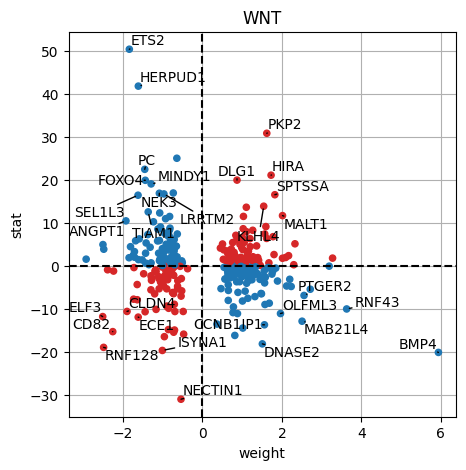 WNT
ETS2
HERPUD1
PKP2
PC
FOXO4
MINDY1
DLG1
HIRA
SPTSSA
SEL1L3
NEK3
LRRTM2
MALT1
ANGPT1
TIAM1
KLHL4
PTGER2
CLDN4
OLFML3
RNF43
ELF3
CD82
ECE1
CCNB1IP1
MAB21L4
RNF128
ISYNA1
DNASE2
BMP4
NECTIN1
50
40
30
20
10
0
−10
−20
−30
stat
−2
0
2
4
6
weight